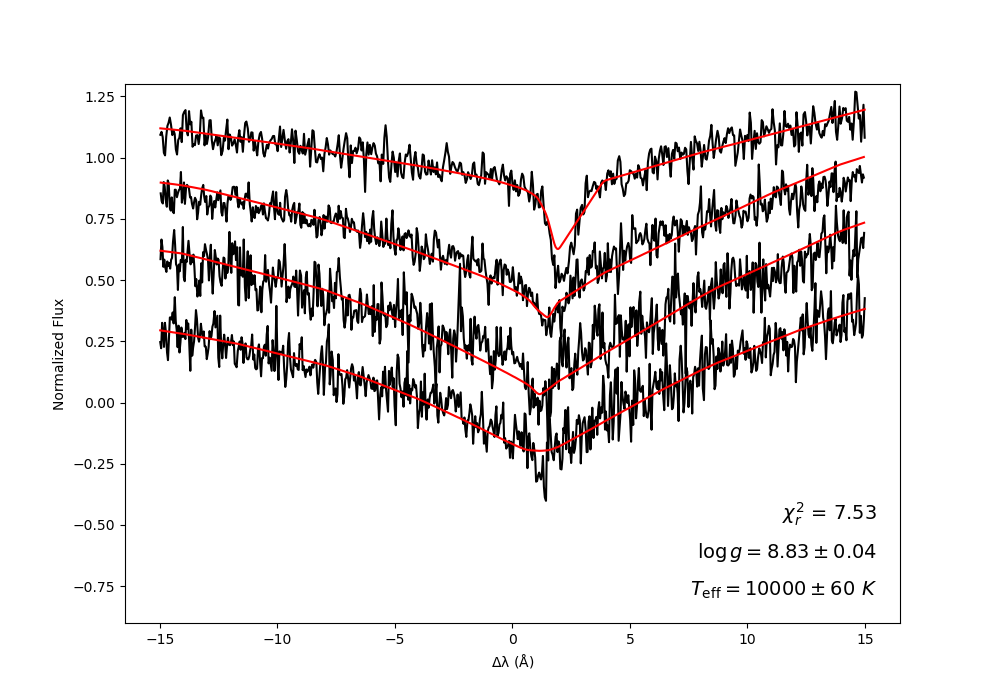 1.25
1.00
0.75
0.50
0.25
0.00
−0.25
−0.50
−0.75
Normalized Flux
χ²ᵣ = 7.53
log g = 8.83 ± 0.04
T_eff = 10000 ± 60 K
−15 −10 −5 0 5 10 15
Δλ (Å)